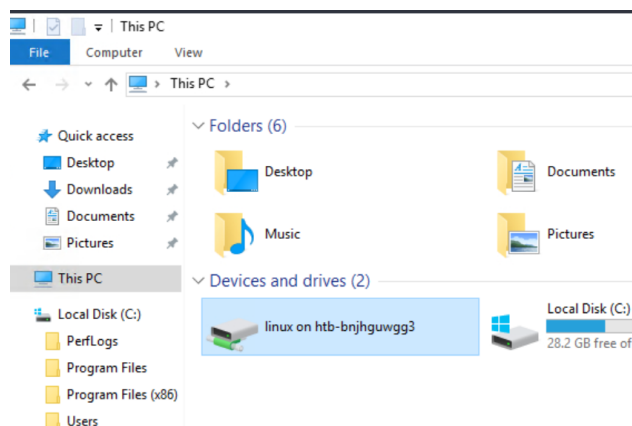 This PC
File Computer View
This PC
Quick access
Desktop
Downloads
Documents
Pictures
This PC
Local Disk (C:)
PerfLogs
Program Files
Program Files (x86)
Users
Folders (6)
Desktop
Documents
Music
Pictures
Devices and drives (2)
linux on htb-bnjhguwgg3
Local Disk (C:)
28.2 GB free of